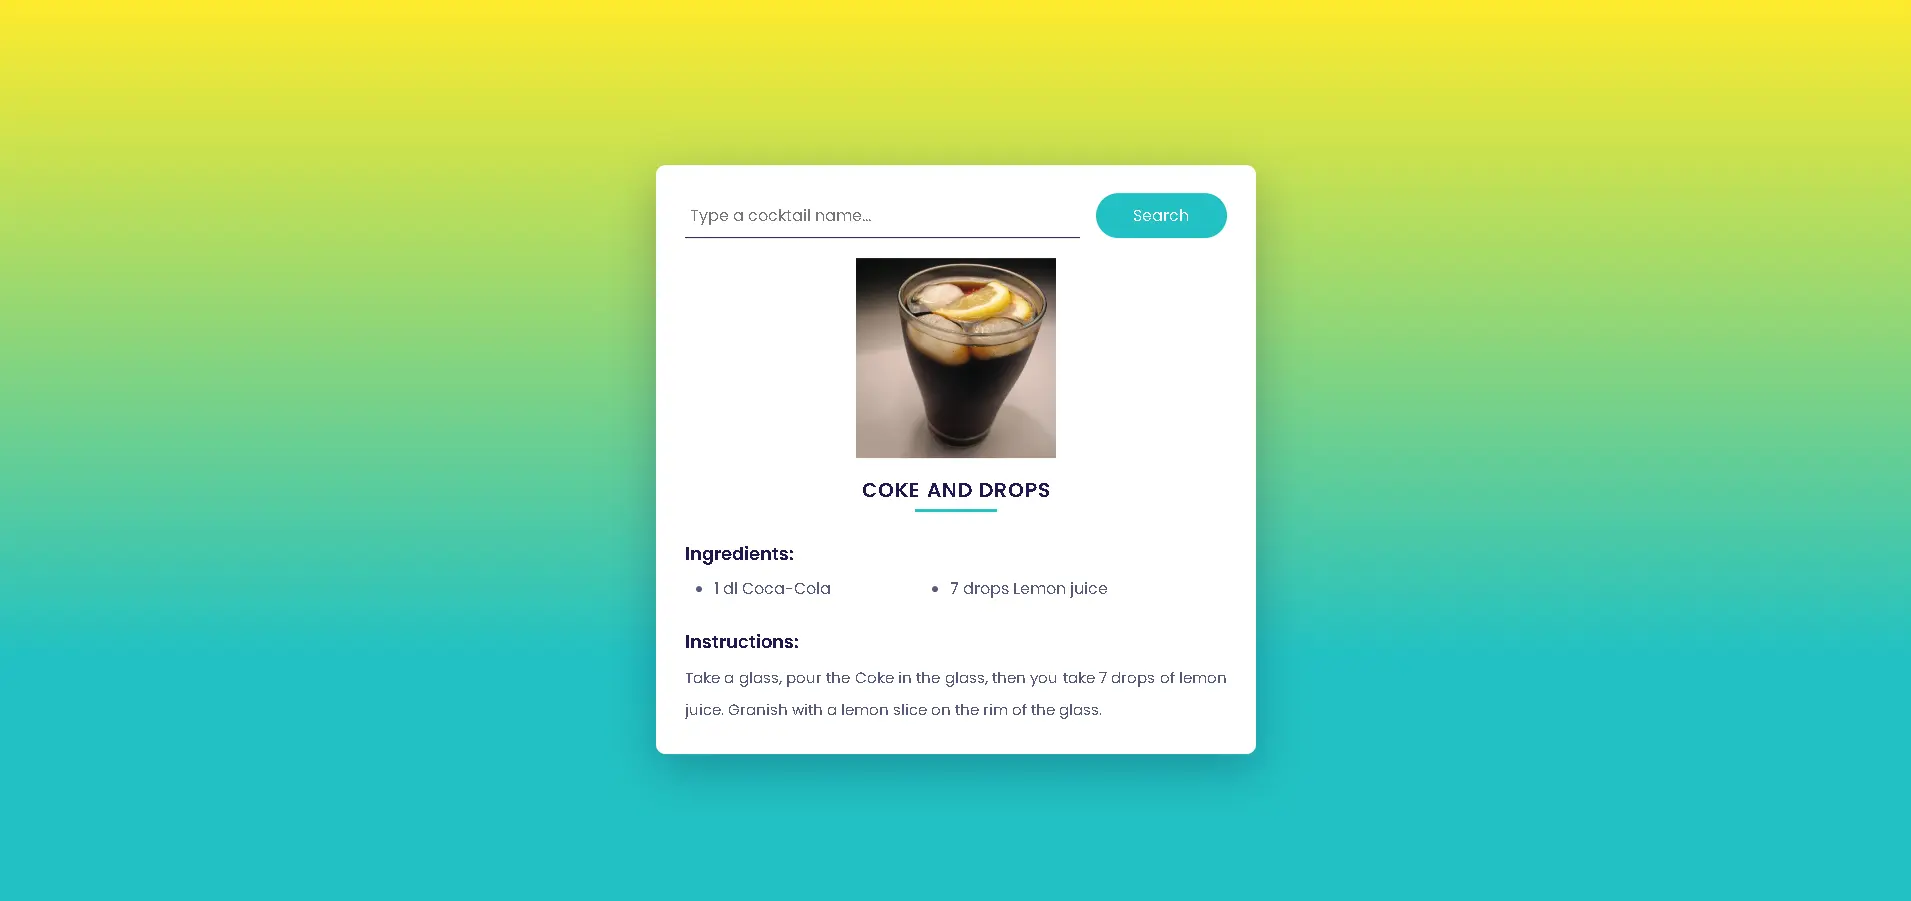 Type a cocktail name...
Search
COKE AND DROPS
Ingredients:
• 1 dl Coca-Cola
• 7 drops Lemon juice
Instructions:
Take a glass, pour the Coke in the glass, then you take 7 drops of lemon
juice. Granish with a lemon slice on the rim of the glass.